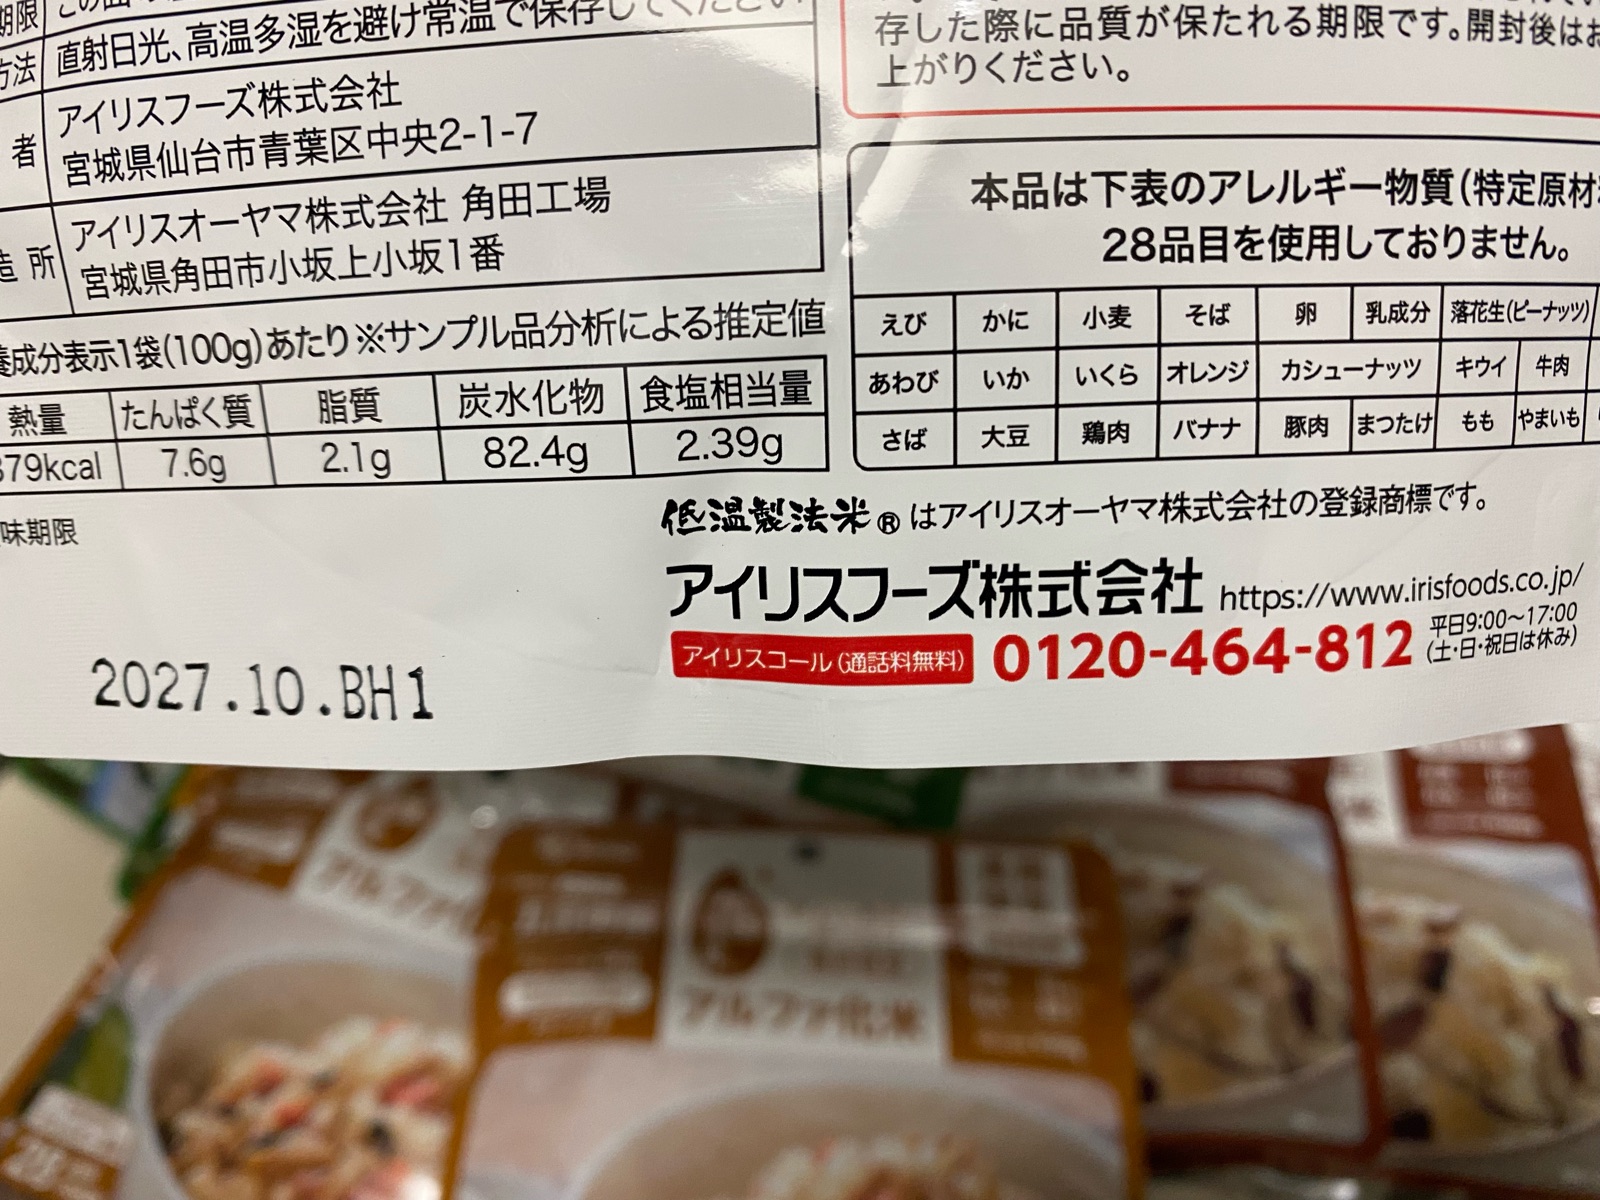 期限
直射日光、高温多湿を避け常温で保存してください
方法
者
アイリスフーズ株式会社
宮城県仙台市青葉区中央2-1-7
造所
アイリスオーヤマ株式会社 角田工場
宮城県角田市小坂上小坂1番
養成分表示1袋(100g)あたり※サンプル品分析による推定値
熱量 たんぱく質 脂質 炭水化物 食塩相当量
379kcal 7.6g 2.1g 82.4g 2.39g
味期限
2027.10.BH1
存した際に品質が保たれる期限です。開封後はお
上がりください。
本品は下表のアレルギー物質(特定原材
28品目を使用しておりません。
えび かに 小麦 そば 卵 乳成分 落花生(ピーナッツ)
あわび いか いくら オレンジ カシューナッツ キウイ 牛肉
さば 大豆 鶏肉 バナナ 豚肉 まつたけ もも やまいも
低温製法米®はアイリスオーヤマ株式会社の登録商標です。
アイリスフーズ株式会社 https://www.irisfoods.co.jp/
アイリスコール(通話料無料) 0120-464-812 平日9:00~17:00
(土・日・祝日は休み)
アルファ
アルファ化米